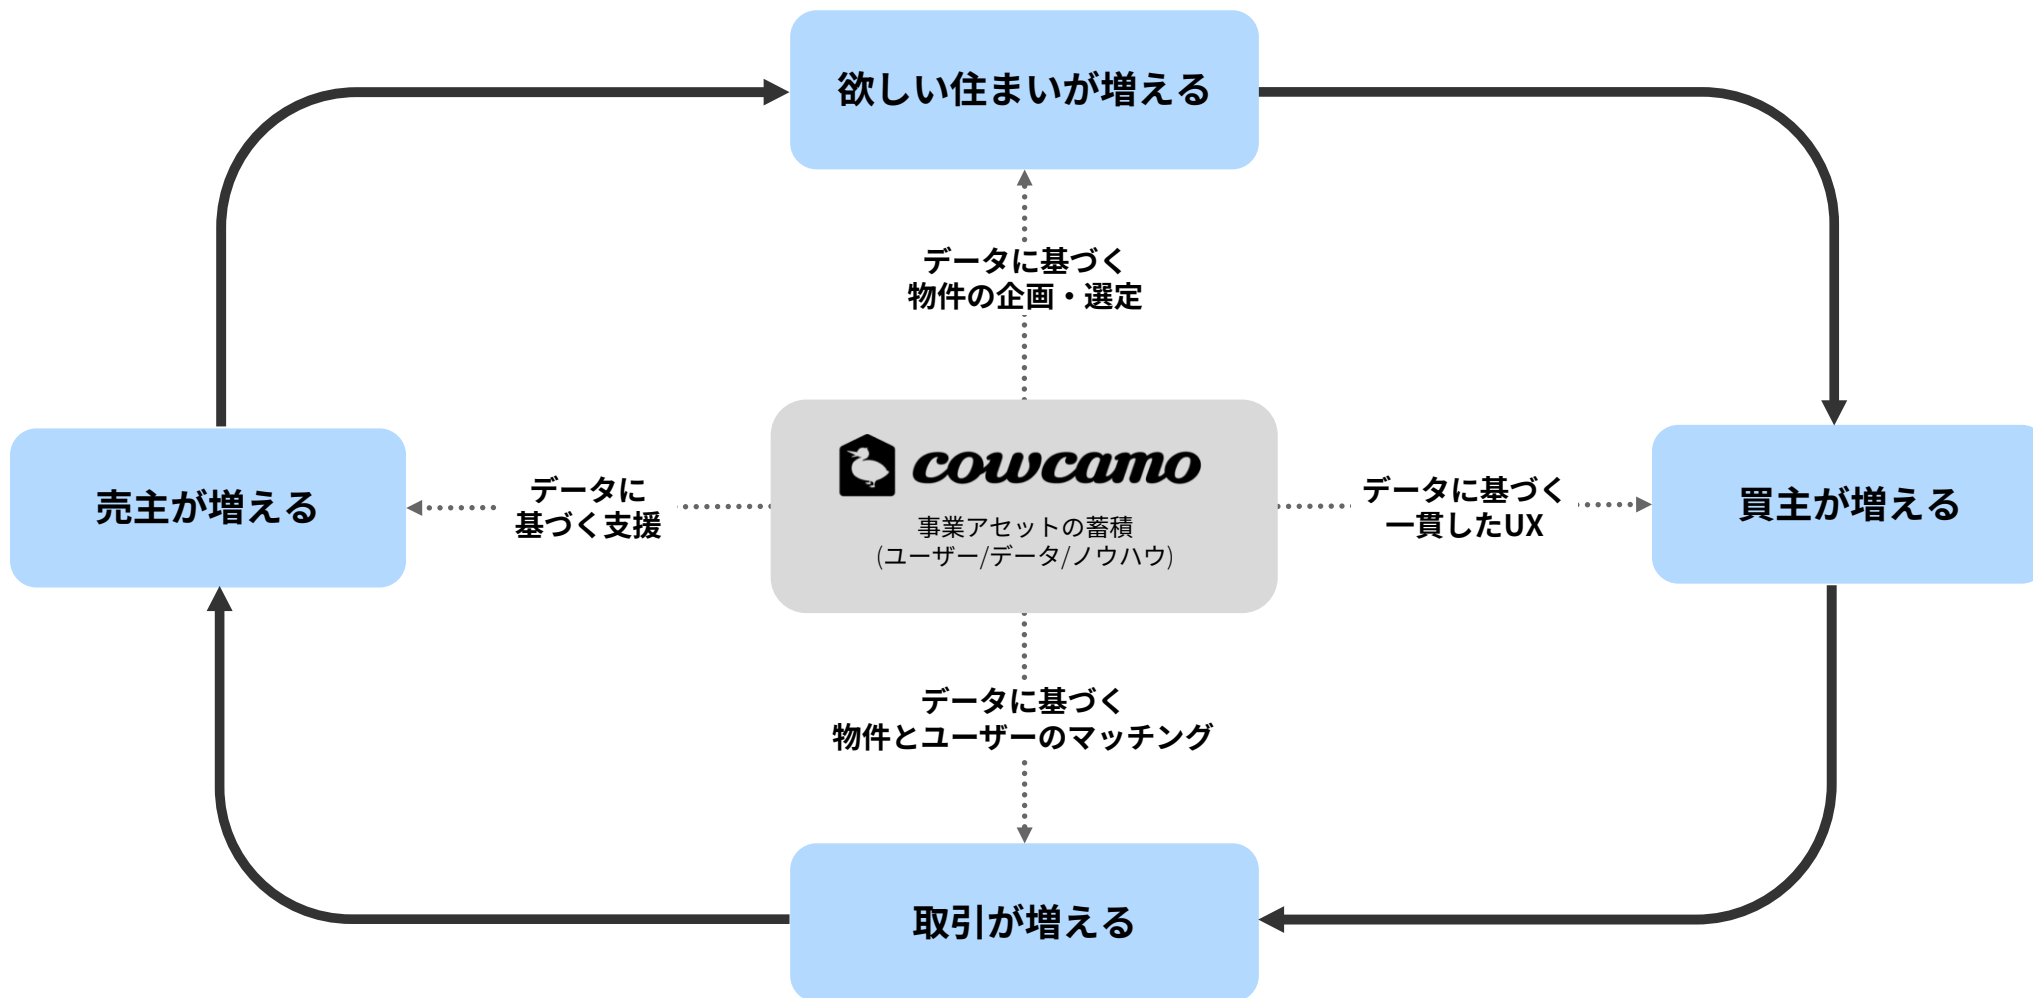 欲しい住まいが増える
データに基づく
物件の企画・選定
cowcamo
事業アセットの蓄積
(ユーザー/データ/ノウハウ)
売主が増える
データに
基づく支援
データに基づく
一貫したUX
買主が増える
データに基づく
物件とユーザーのマッチング
取引が増える